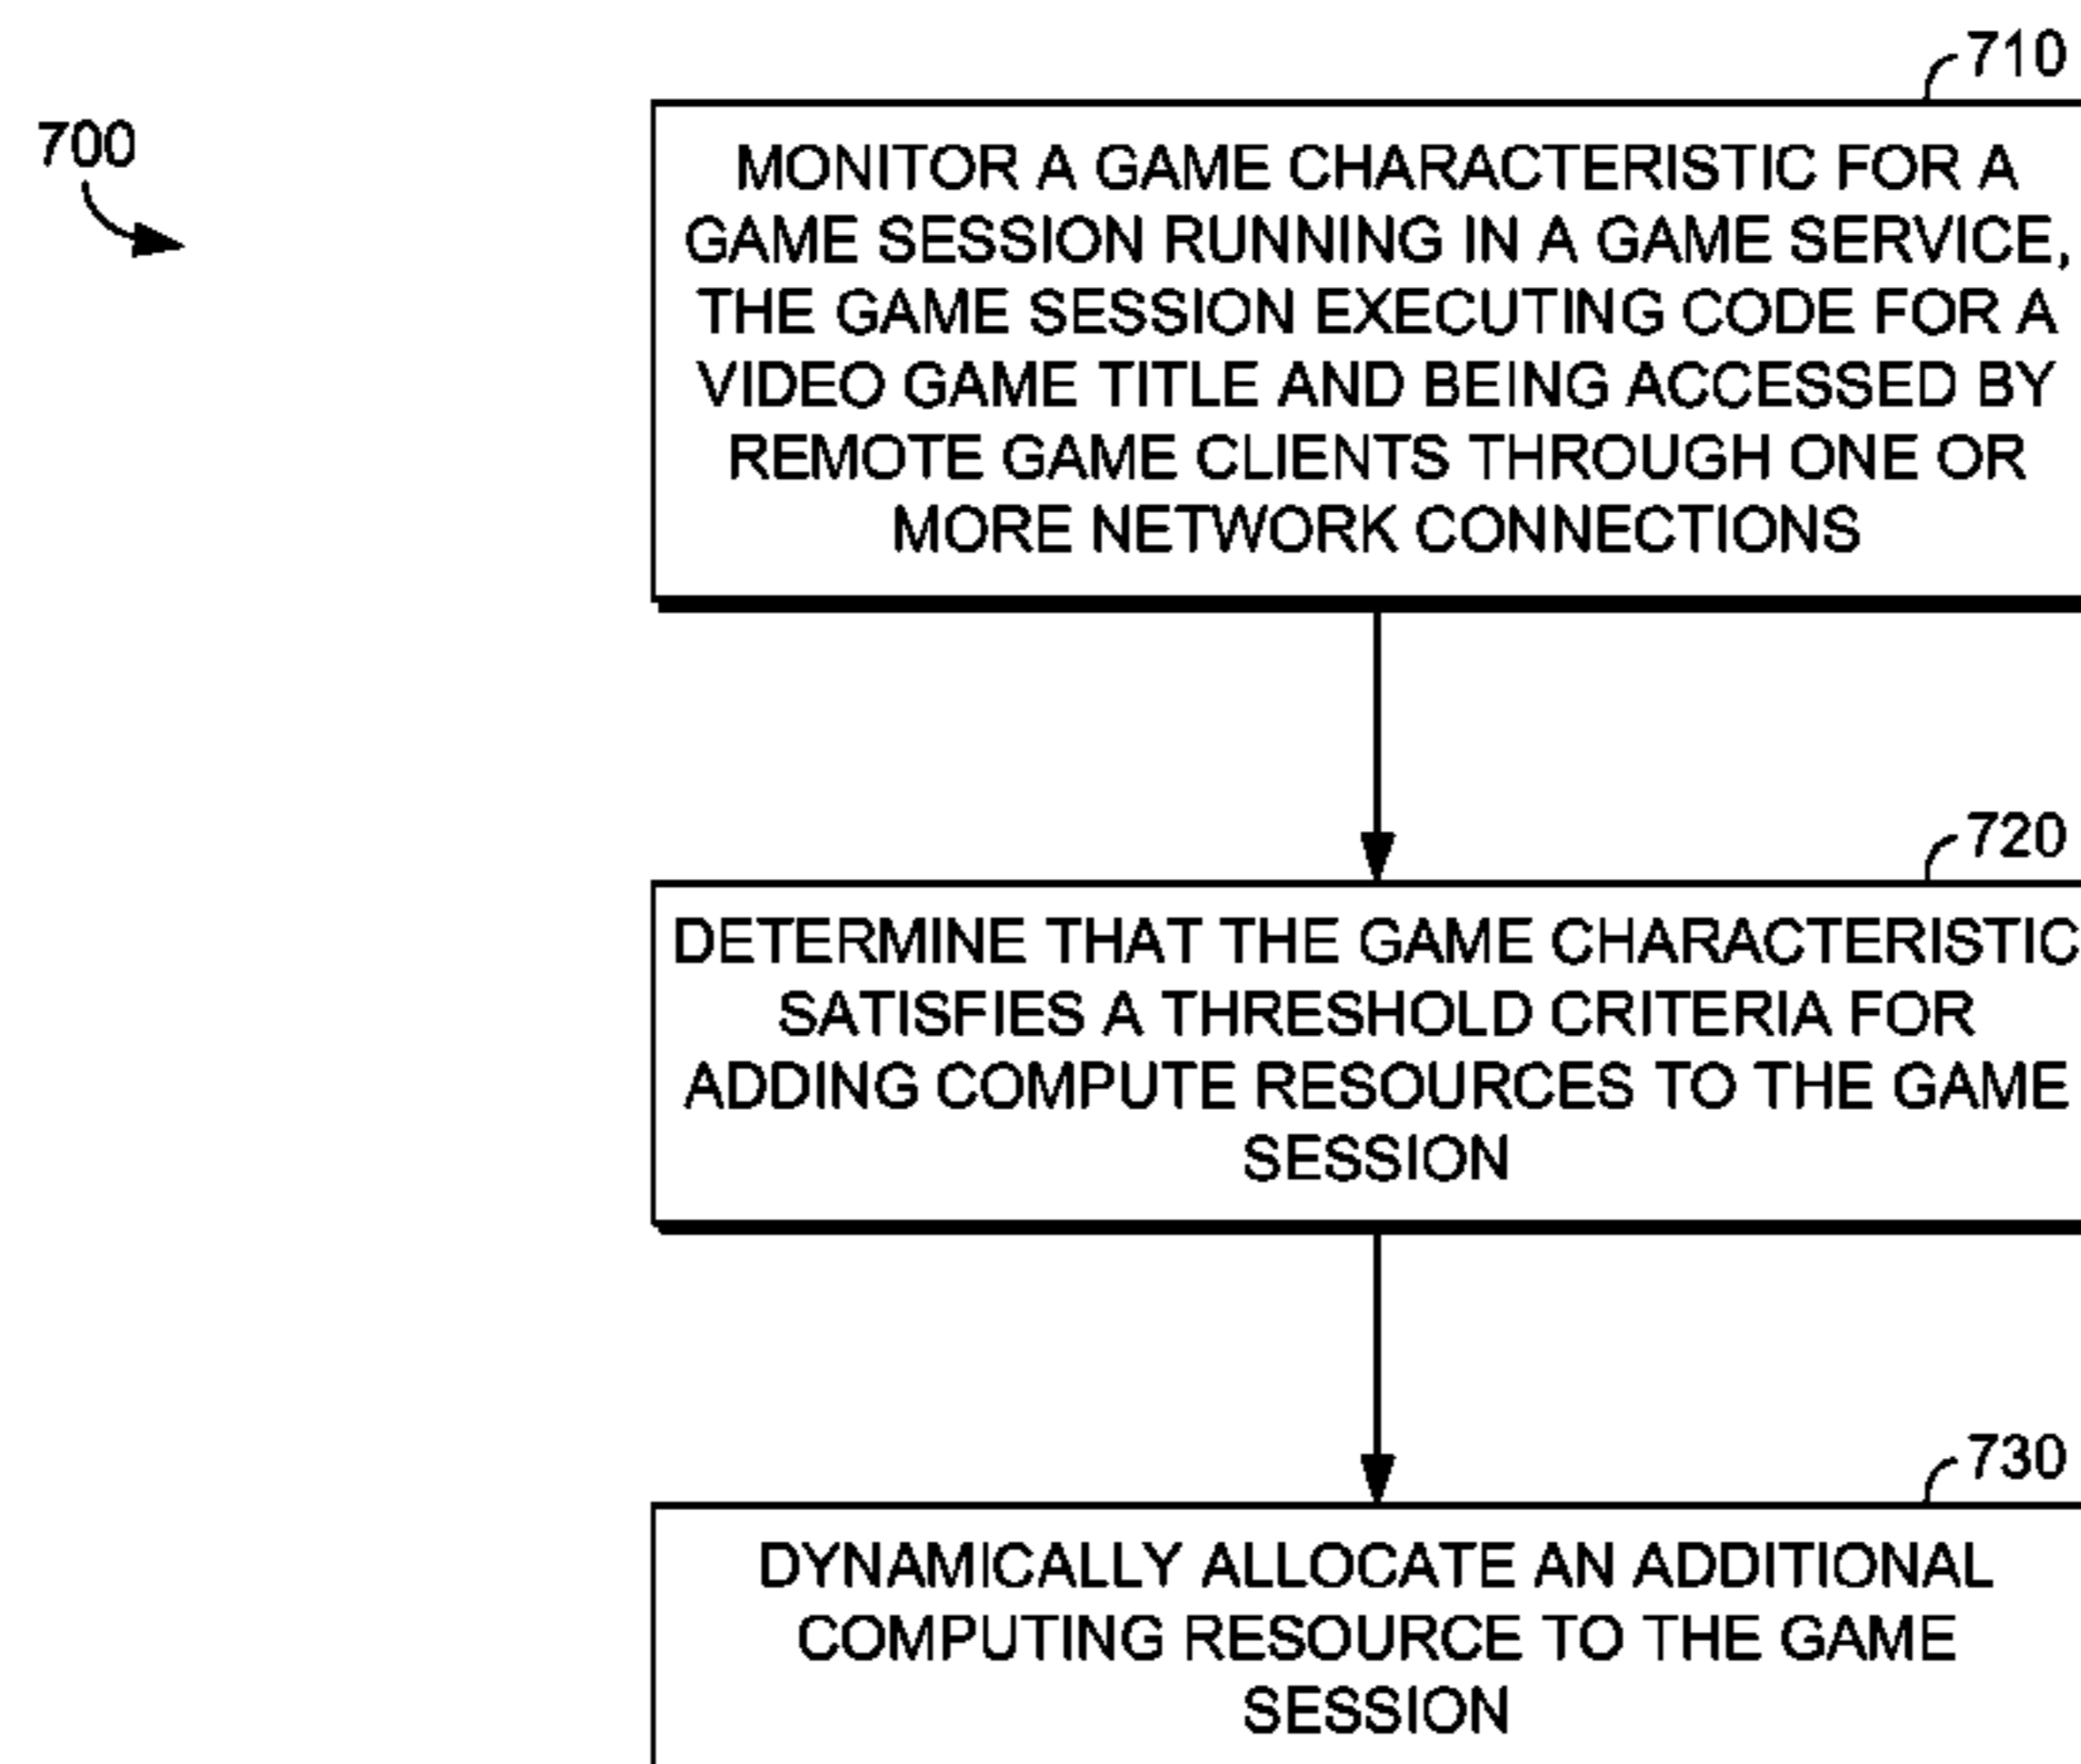 710
700
MONITOR A GAME CHARACTERISTIC FOR A
GAME SESSION RUNNING IN A GAME SERVICE,
THE GAME SESSION EXECUTING CODE FOR A
VIDEO GAME TITLE AND BEING ACCESSED BY
REMOTE GAME CLIENTS THROUGH ONE OR
MORE NETWORK CONNECTIONS
720
DETERMINE THAT THE GAME CHARACTERISTIC
SATISFIES A THRESHOLD CRITERIA FOR
ADDING COMPUTE RESOURCES TO THE GAME
SESSION
730
DYNAMICALLY ALLOCATE AN ADDITIONAL
COMPUTING RESOURCE TO THE GAME
SESSION